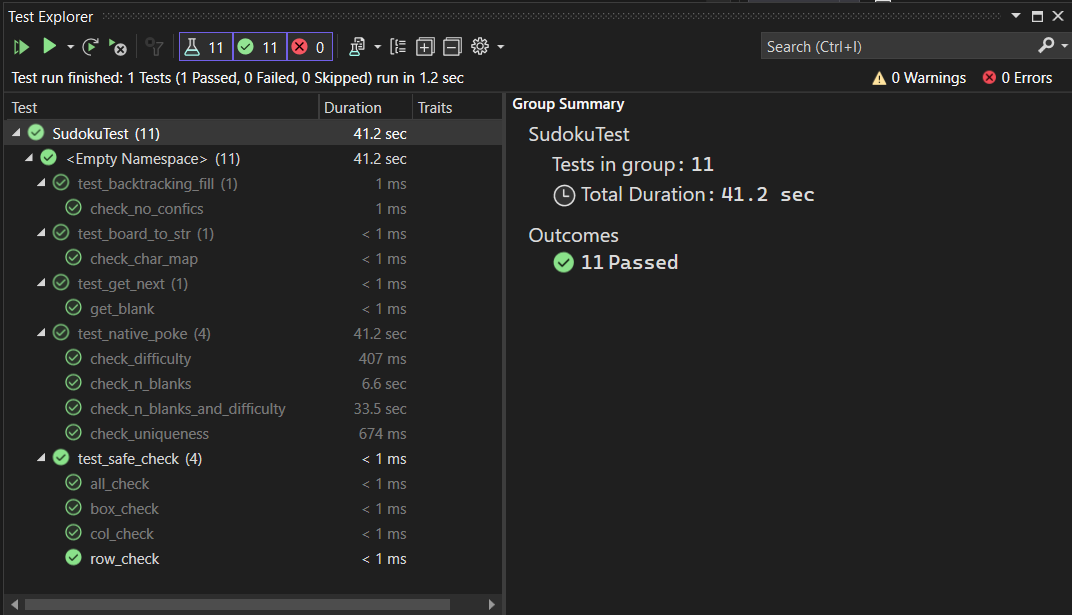 Test Explorer
11 11 0
Search (Ctrl+I)
Test run finished: 1 Tests (1 Passed, 0 Failed, 0 Skipped) run in 1.2 sec
0 Warnings 0 Errors
Test Duration Traits
SudokuTest (11) 41.2 sec
<Empty Namespace> (11) 41.2 sec
test_backtracking_fill (1) 1 ms
check_no_confics 1 ms
test_board_to_str (1) < 1 ms
check_char_map < 1 ms
test_get_next (1) < 1 ms
get_blank < 1 ms
test_native_poke (4) 41.2 sec
check_difficulty 407 ms
check_n_blanks 6.6 sec
check_n_blanks_and_difficulty 33.5 sec
check_uniqueness 674 ms
test_safe_check (4) < 1 ms
all_check < 1 ms
box_check < 1 ms
col_check < 1 ms
row_check < 1 ms
Group Summary
SudokuTest
Tests in group: 11
Total Duration: 41.2 sec
Outcomes
11 Passed